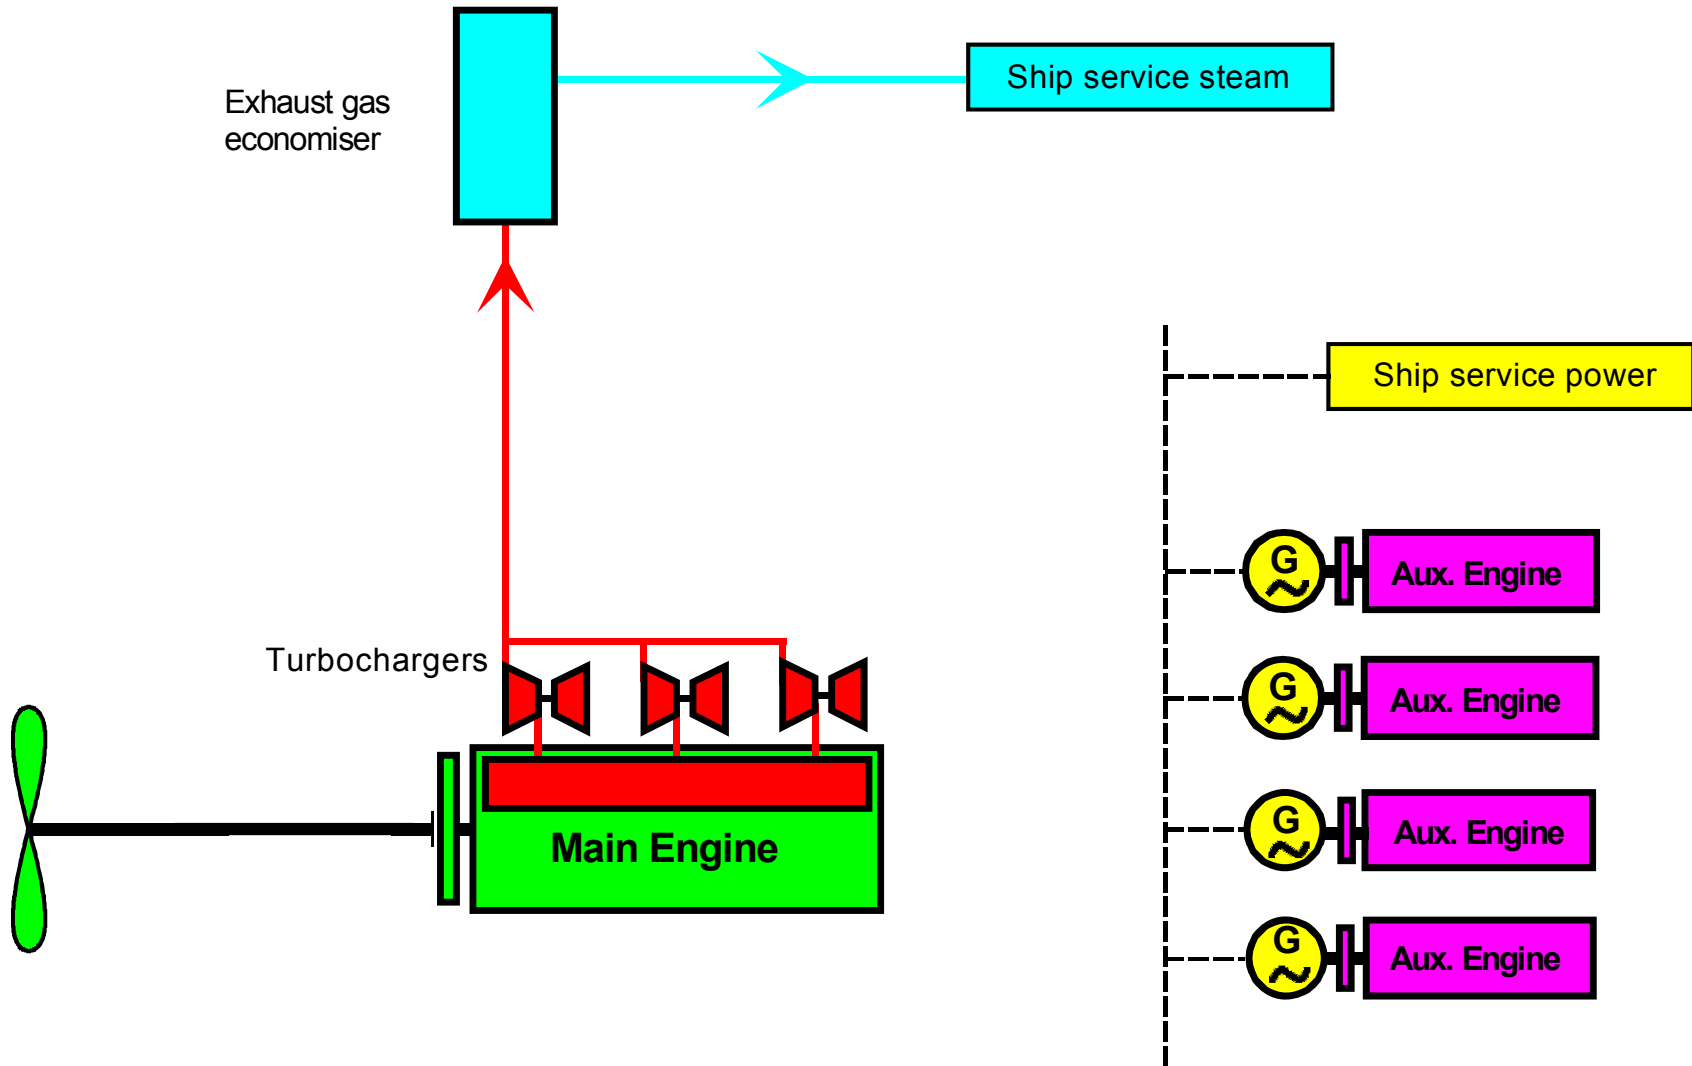 Ship service steam
Exhaust gas
economiser
Ship service power
G
Aux. Engine
Turbochargers
G
Aux. Engine
Main Engine
G
Aux. Engine
G
Aux. Engine